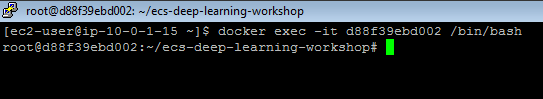 root@d88f39ebd002: ~/ecs-deep-learning-workshop
[ec2-user@ip-10-0-1-15 ~]$ docker exec -it d88f39ebd002 /bin/bash
root@d88f39ebd002:~/ecs-deep-learning-workshop#